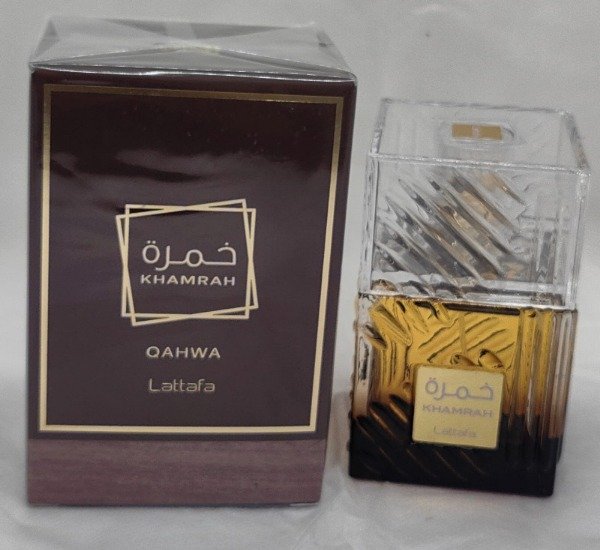 خمرة
KHAMRAH
QAHWA
Lattafa
خمرة
KHAMRAH
Lattafa